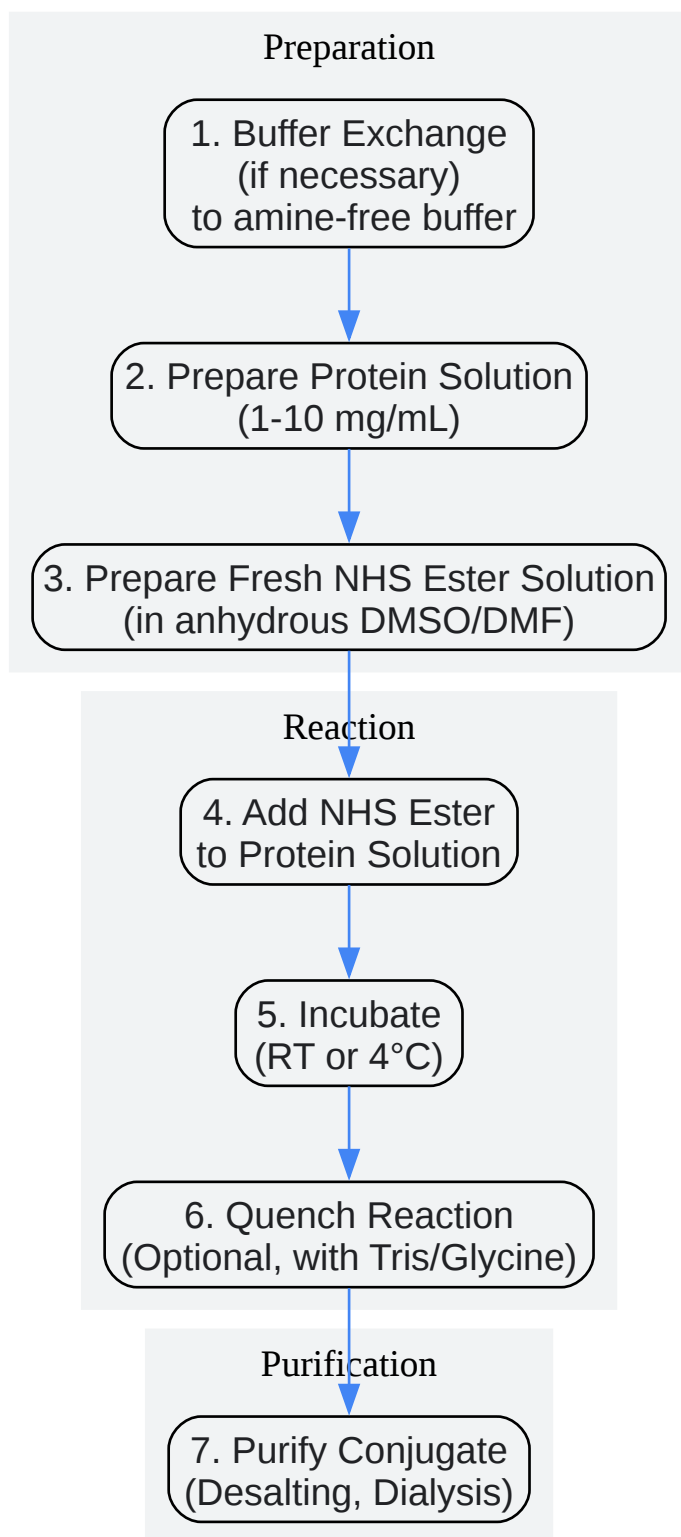 Preparation
1. Buffer Exchange
(if necessary)
to amine-free buffer
2. Prepare Protein Solution
(1-10 mg/mL)
3. Prepare Fresh NHS Ester Solution
(in anhydrous DMSO/DMF)
Reaction
4. Add NHS Ester
to Protein Solution
5. Incubate
(RT or 4°C)
6. Quench Reaction
(Optional, with Tris/Glycine)
Purification
7. Purify Conjugate
(Desalting, Dialysis)